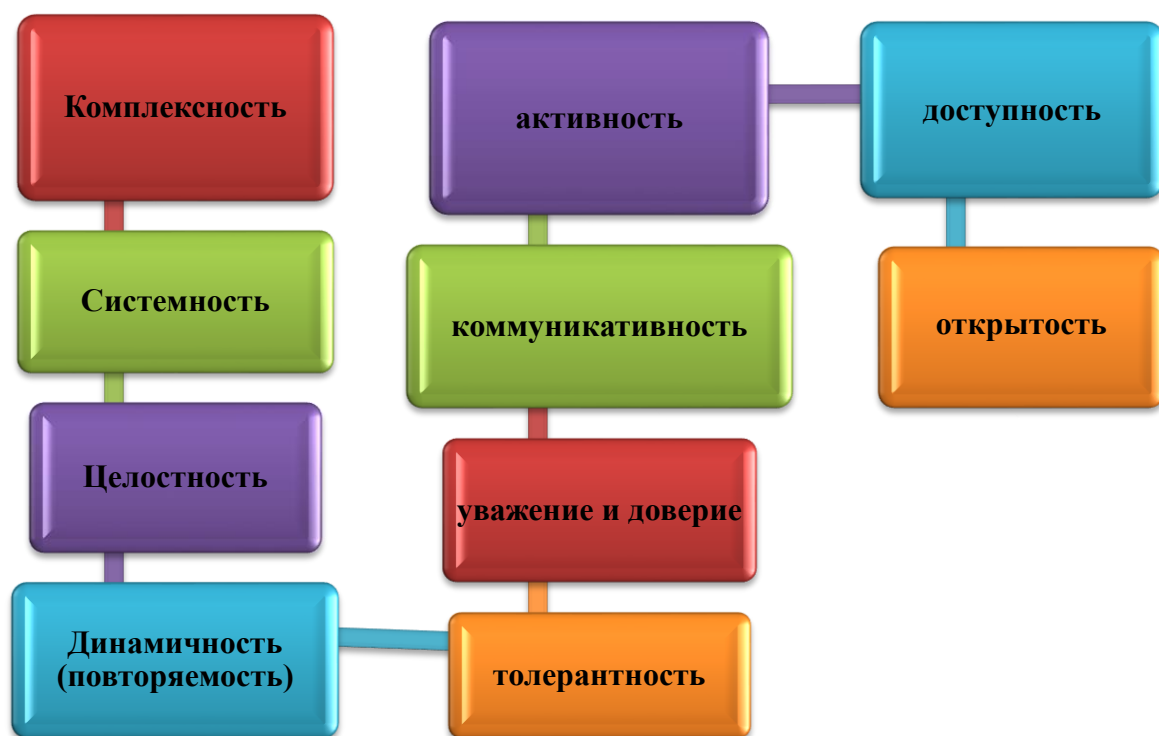 Комплексность
Системность
Целостность
Динамичность
(повторяемость)
толерантность
уважение и доверие
коммуникативность
активность
доступность
открытость